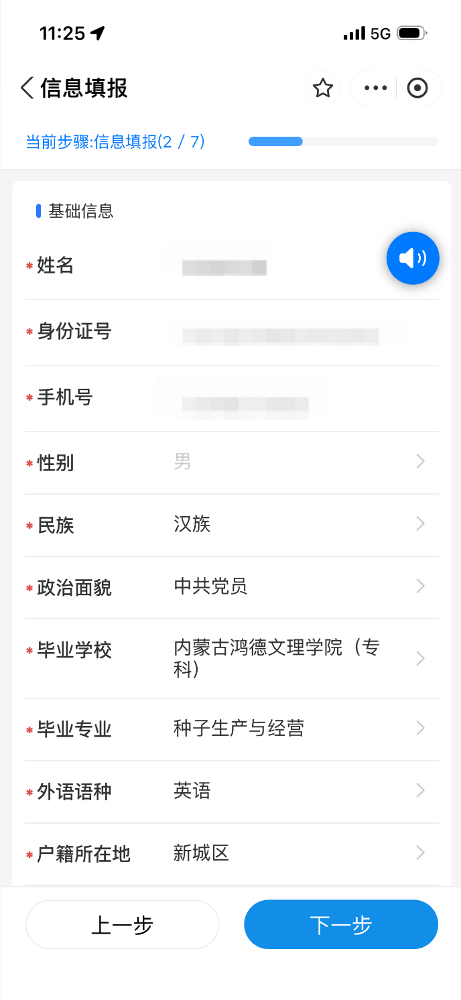 11:25
5G
信息填报
当前步骤:信息填报(2 / 7)
基础信息
*姓名
*身份证号
*手机号
*性别 男
*民族 汉族
*政治面貌 中共党员
*毕业学校 内蒙古鸿德文理学院（专
科）
*毕业专业 种子生产与经营
*外语语种 英语
*户籍所在地 新城区
上一步 下一步